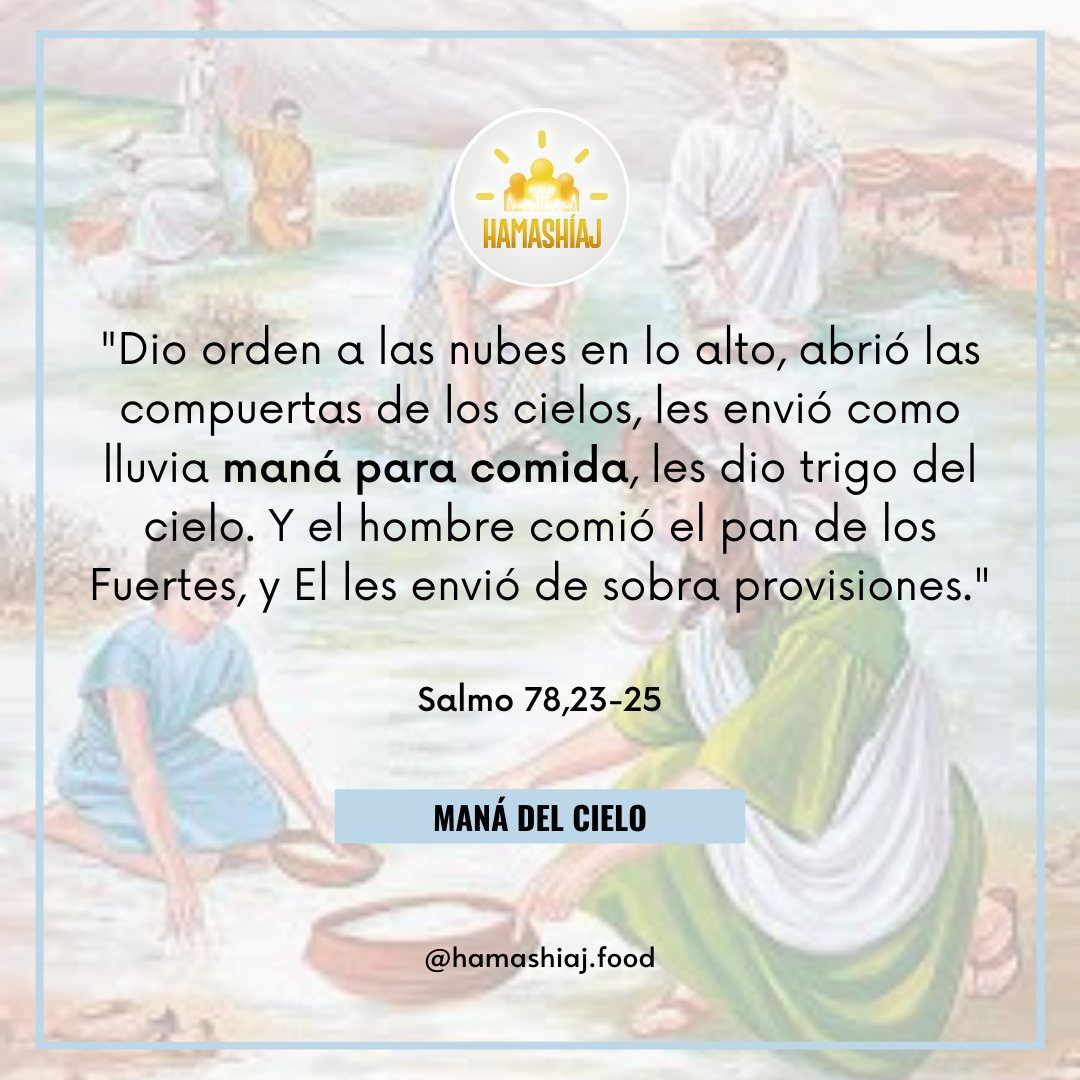 HAMASHÍAJ
"Dio orden a las nubes en lo alto, abrió las
compuertas de los cielos, les envió como
lluvia maná para comida, les dio trigo del
cielo. Y el hombre comió el pan de los
Fuertes, y El les envió de sobra provisiones."
Salmo 78,23-25
MANÁ DEL CIELO
@hamashiaj.food